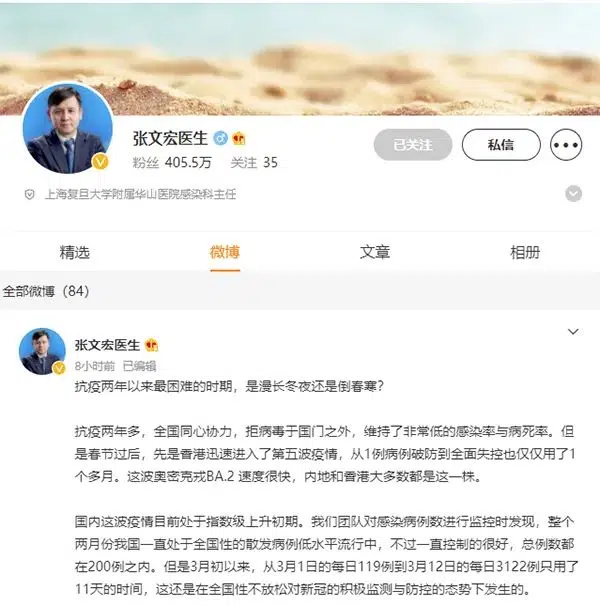 张文宏医生
已关注
私信
粉丝 405.5万 关注 35
上海复旦大学附属华山医院感染科主任
精选 微博 文章 相册
全部微博（84）
张文宏医生
8小时前 已编辑
抗疫两年以来最困难的时期，是漫长冬夜还是倒春寒？
抗疫两年多，全国同心协力，拒病毒于国门之外，维持了非常低的感染率与病死率。但
是春节过后，先是香港迅速进入了第五波疫情，从1例病例破防到全面失控也仅仅用了1
个多月。这波奥密克戎BA.2 速度很快，内地和香港大多数都是这一株。
国内这波疫情目前处于指数级上升初期。我们团队对感染病例数进行监控时发现，整个
两月份我国一直处于全国性的散发病例低水平流行中，不过一直控制的很好，总例数都
在200例之内。但是3月初以来，从3月1日的每日119例到3月12日的每日3122例只用了
11天的时间，这还是在全国性不放松对新冠的积极监测与防控的态势下发生的。